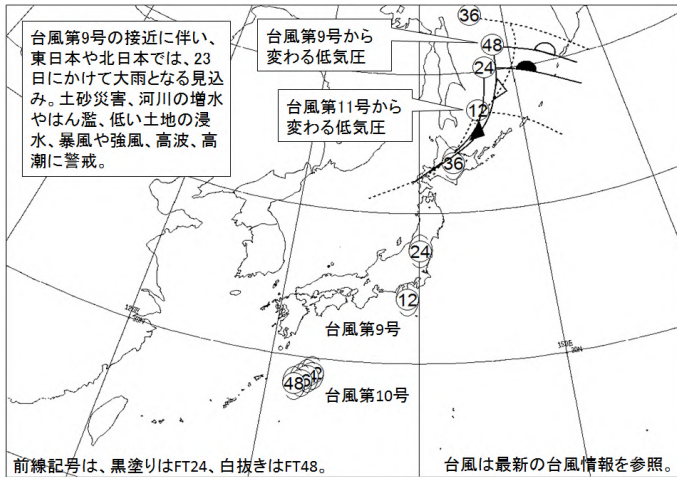 台風第9号の接近に伴い、
東日本や北日本では、23
日にかけて大雨となる見込
み。土砂災害、河川の増水
やはん濫、低い土地の浸
水、暴風や強風、高波、高
潮に警戒。
台風第9号から
変わる低気圧
台風第11号から
変わる低気圧
36
48
24
12
36
24
12
台風第9号
48
台風第10号
150E
30N
前線記号は、黒塗りはFT24、白抜きはFT48。
台風は最新の台風情報を参照。